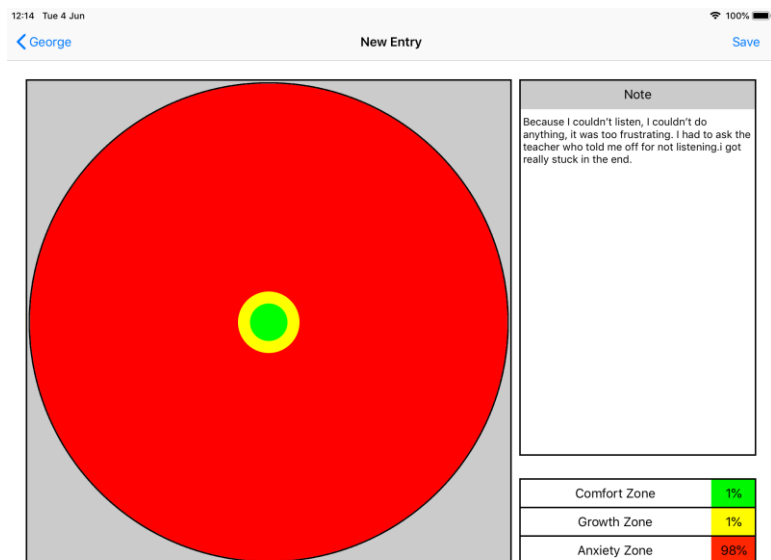 12:14 Tue 4 Jun
100%
George
New Entry
Save
Note
Because I couldn't listen, I couldn't do
anything, it was too frustrating. I had to ask the
teacher who told me off for not listening.i got
really stuck in the end.
Comfort Zone 1%
Growth Zone 1%
Anxiety Zone 98%